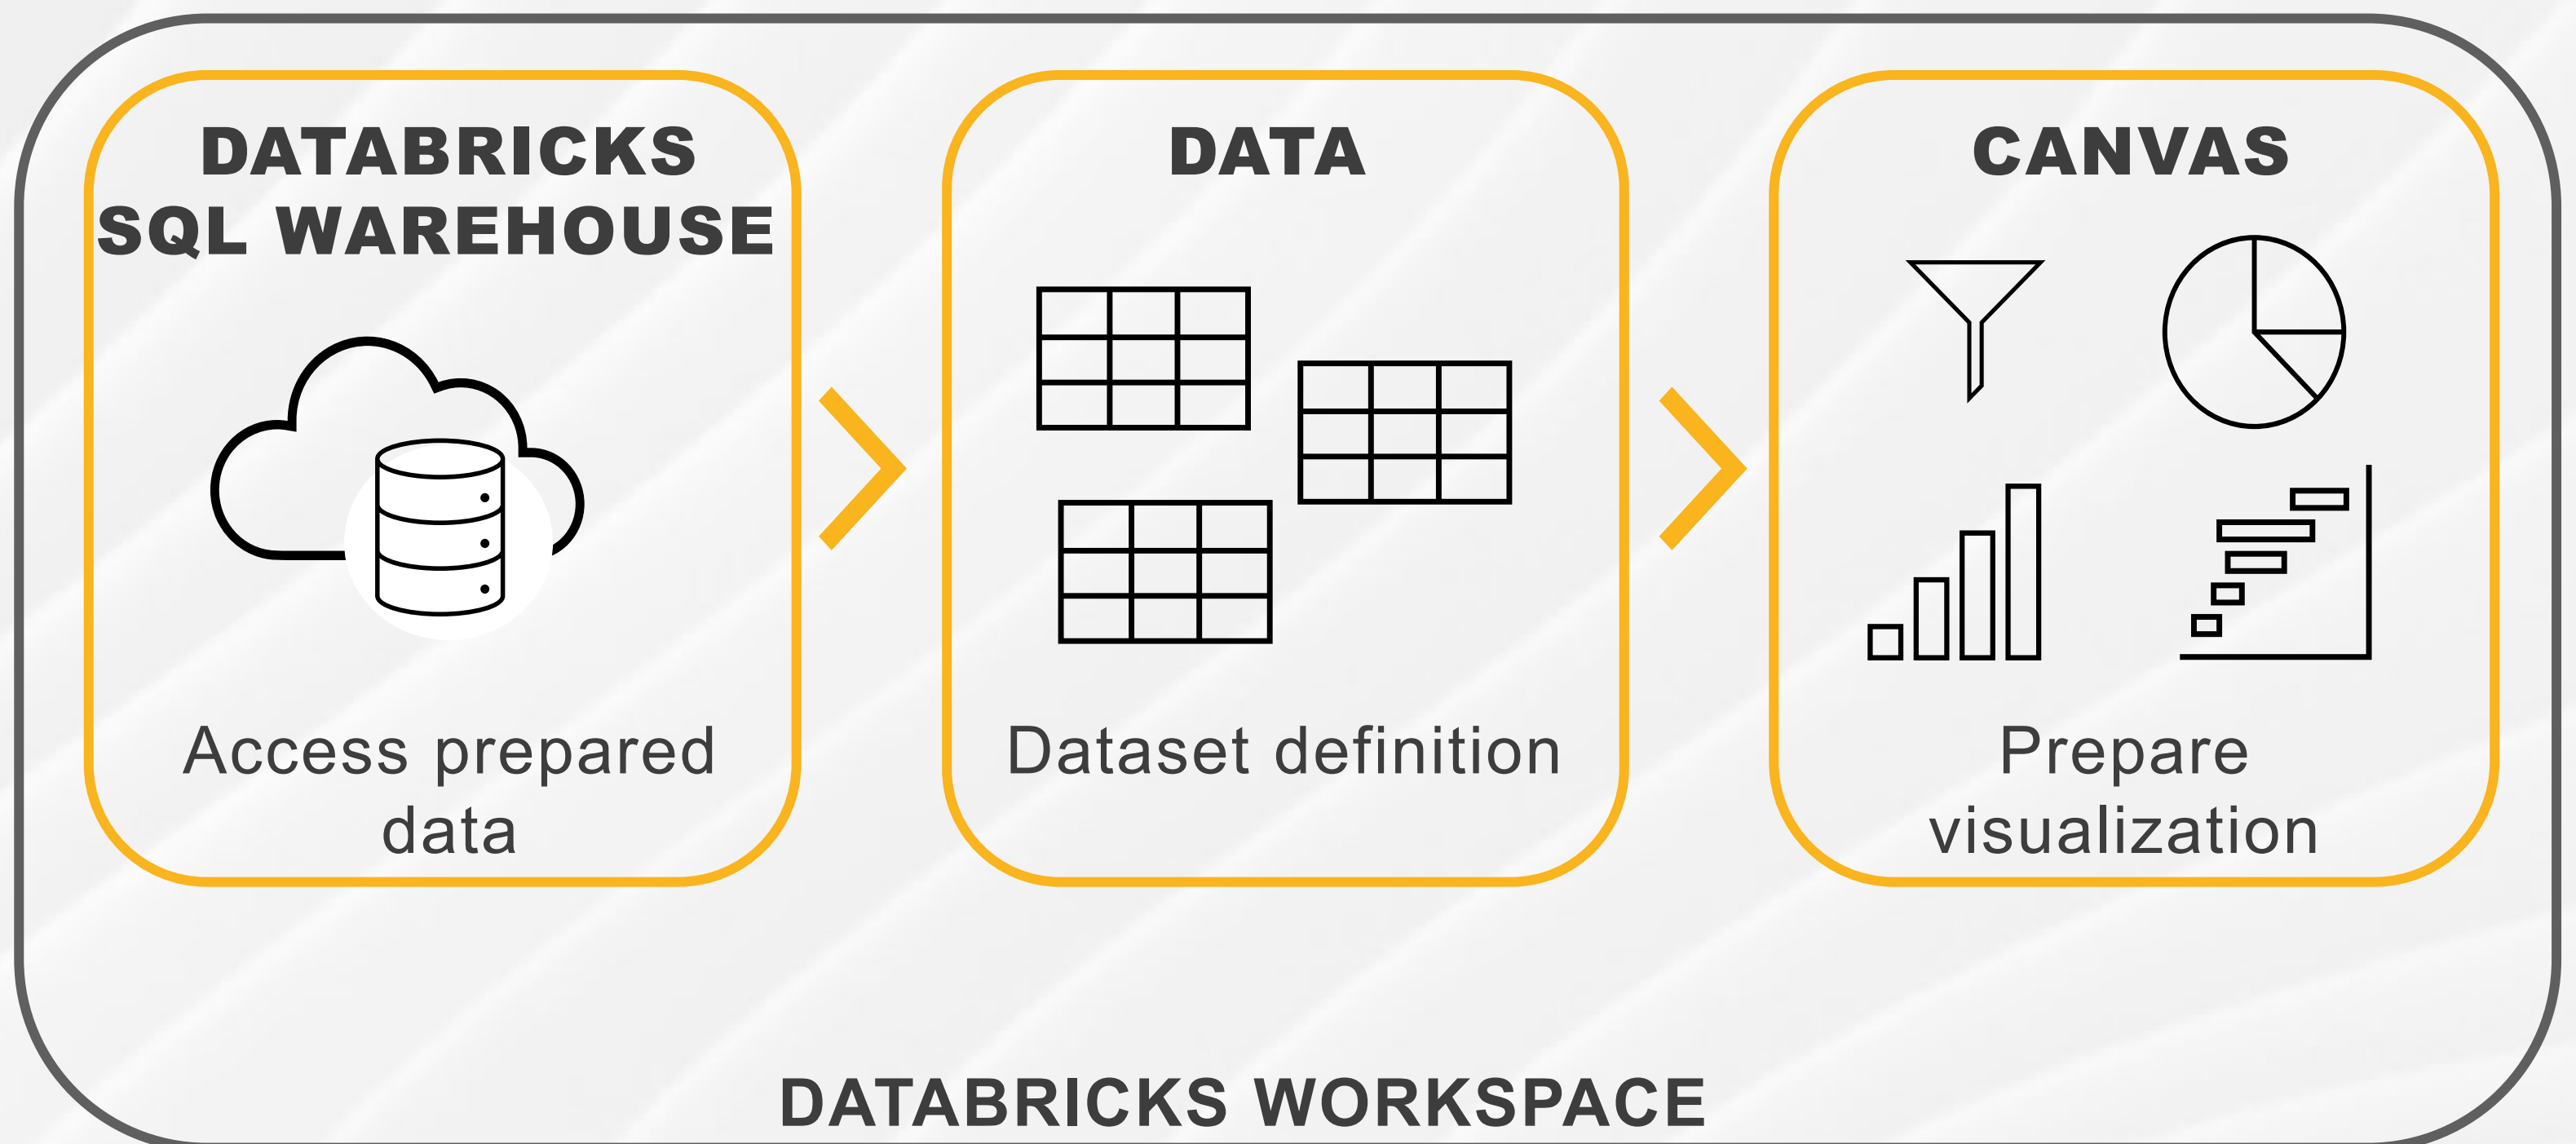 DATABRICKS
SQL WAREHOUSE
Access prepared
data
DATA
Dataset definition
CANVAS
Prepare
visualization
DATABRICKS WORKSPACE